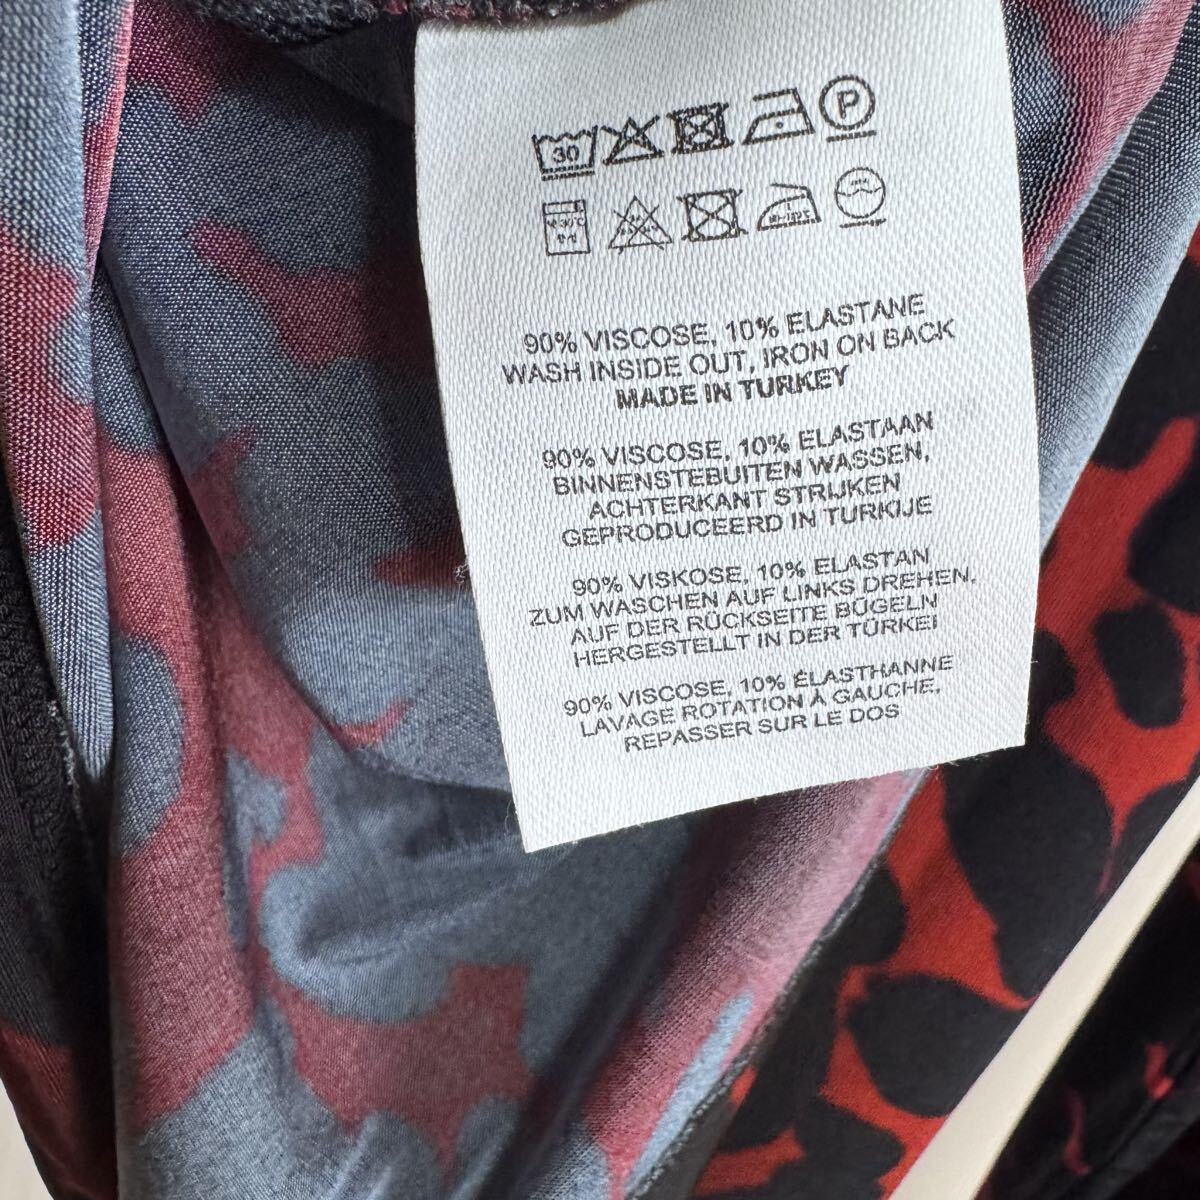 30
P
90% VISCOSE, 10% ELASTANE
WASH INSIDE OUT, IRON ON BACK
MADE IN TURKEY
90% VISCOSE, 10% ELASTAAN
BINNENSTEBUITEN WASSEN,
ACHTERKANT STRIJKEN
GEPRODUCEERD IN TURKIJE
90% VISKOSE, 10% ELASTAN
ZUM WASCHEN AUF LINKS DREHEN,
AUF DER RÜCKSEITE BÜGELN
HERGESTELLT IN DER TÜRKEI
90% VISCOSE, 10% ÉLASTHANNE
LAVAGE ROTATION À GAUCHE,
REPASSER SUR LE DOS